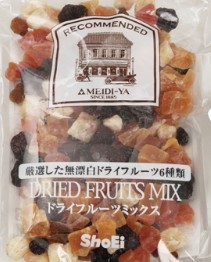 RECOMMENDED
MEIDI-YA
SINCE 1885
厳選した無漂白ドライフルーツ6種類
DRIED FRUITS MIX
ドライフルーツミックス
ShoEi